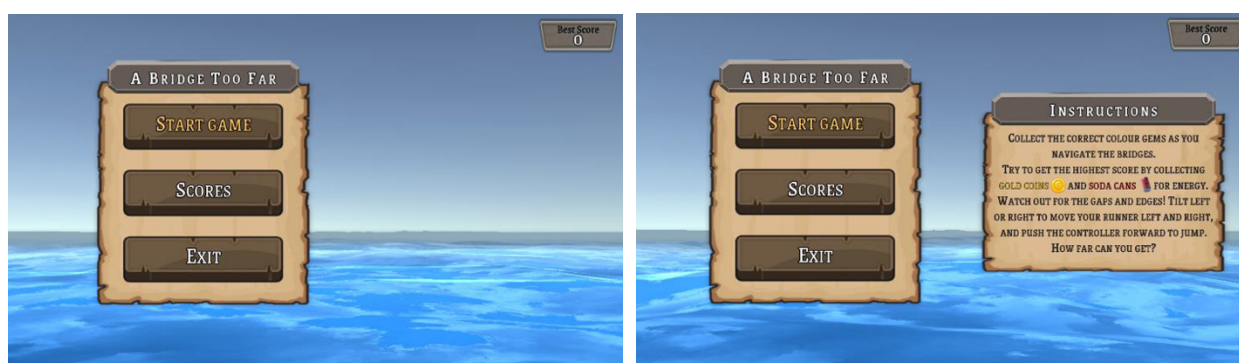 Best Score
0
A Bridge Too Far
Start game
Scores
Exit
Best Score
0
A Bridge Too Far
Start game
Scores
Exit
Instructions
Collect the correct colour gems as you
navigate the bridges.
Try to get the highest score by collecting
gold coins and soda cans for energy.
Watch out for the gaps and edges! Tilt left
or right to move your runner left and right,
and push the controller forward to jump.
How far can you get?